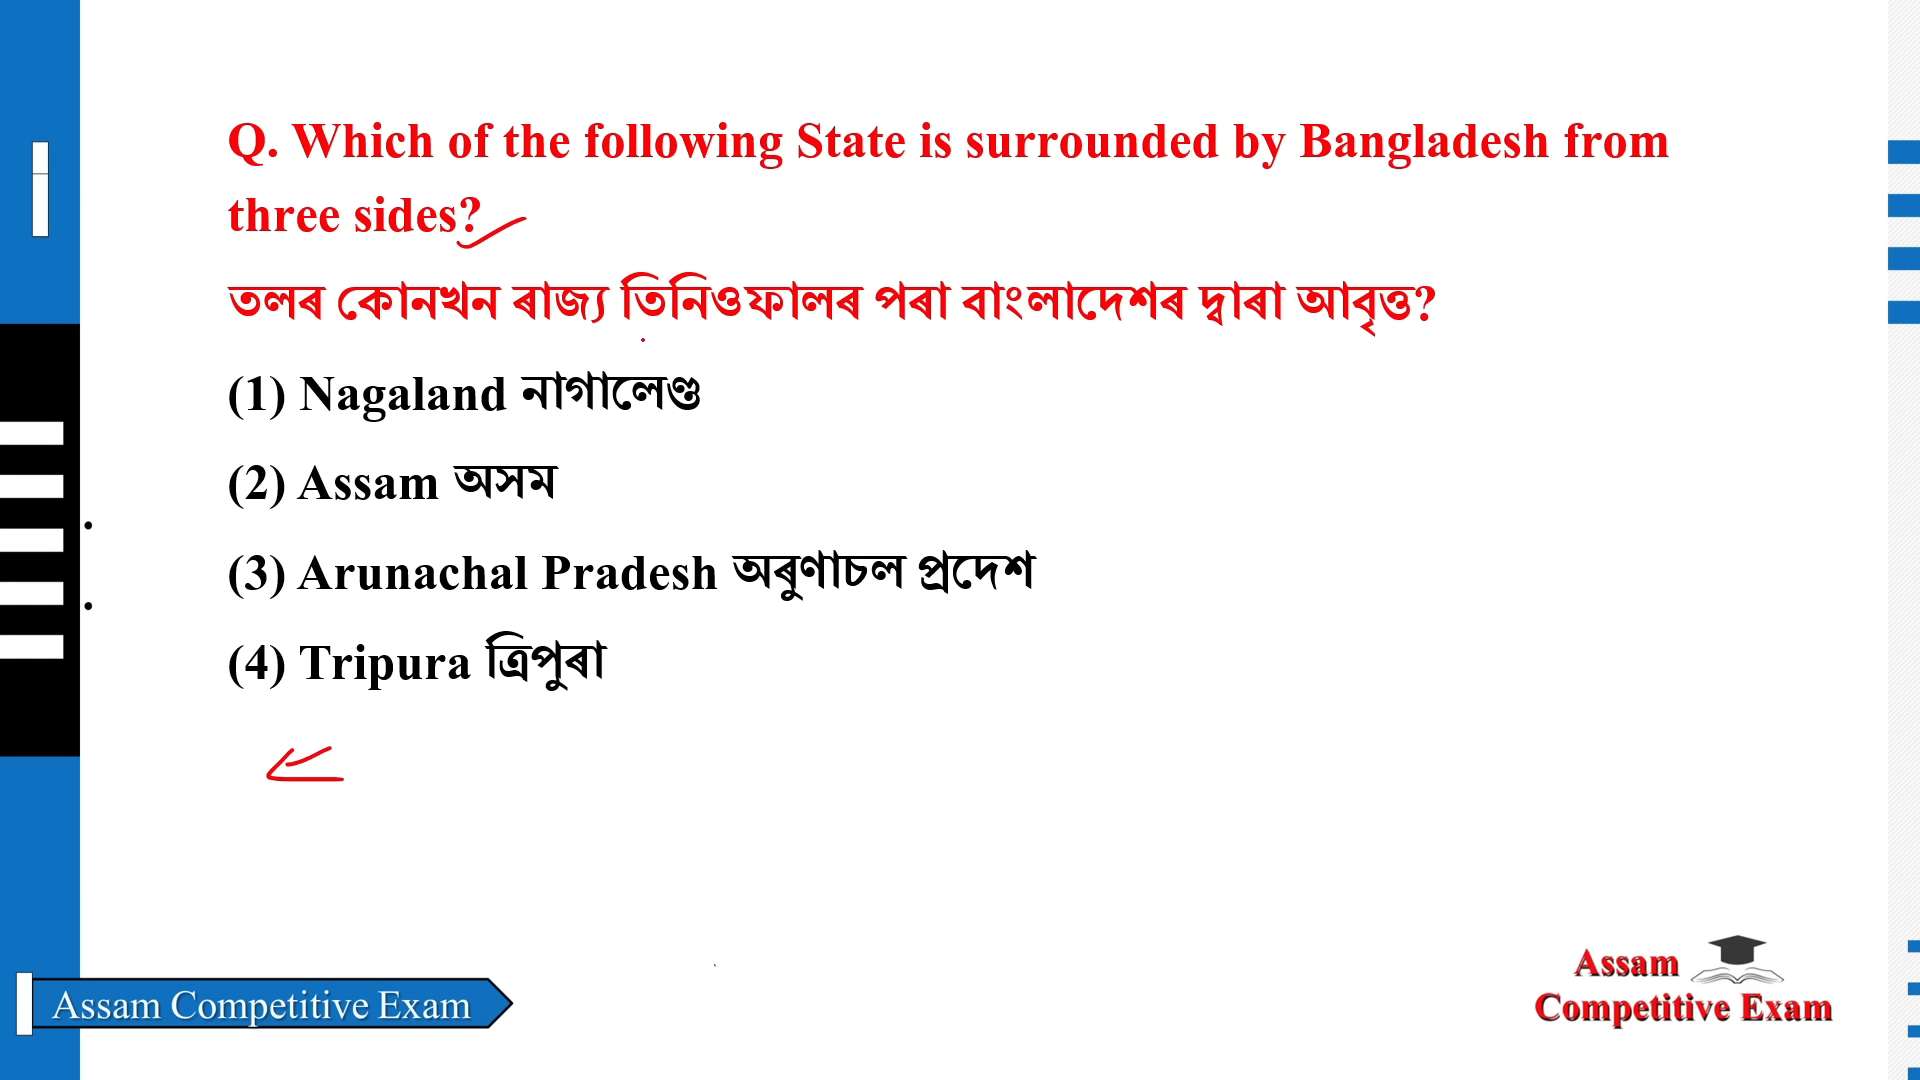 Q. Which of the following State is surrounded by Bangladesh from
three sides?
তলৰ কোনখন ৰাজ্য তিনিওফালৰ পৰা বাংলাদেশৰ দ্বাৰা আবৃত্ত?
(1) Nagaland নাগালেণ্ড
(2) Assam অসম
(3) Arunachal Pradesh অৰুণাচল প্ৰদেশ
(4) Tripura ত্ৰিপুৰা
Assam Competitive Exam
Assam
Competitive Exam